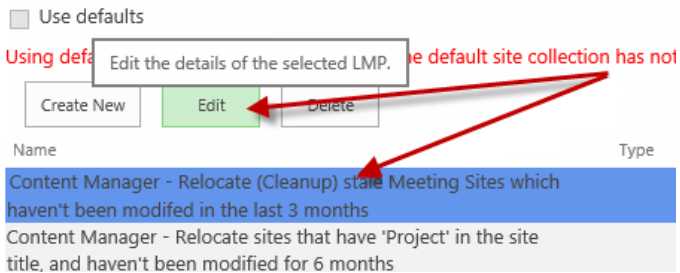 Use defaults
Using defa
Edit the details of the selected LMP.
e default site collection has not
Create New
Edit
Delete
Name
Type
Content Manager - Relocate (Cleanup) stale Meeting Sites which
haven't been modifed in the last 3 months
Content Manager - Relocate sites that have 'Project' in the site
title, and haven't been modified for 6 months